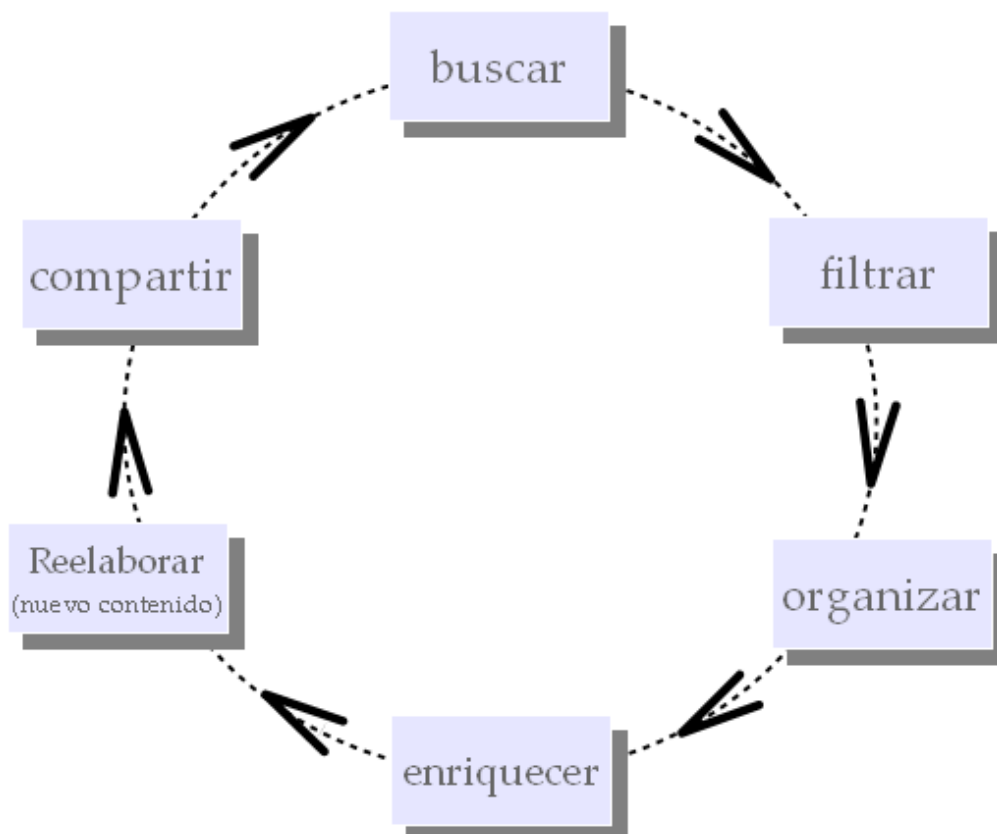 buscar
filtrar
organizar
enriquecer
Reelaborar
(nuevo contenido)
compartir